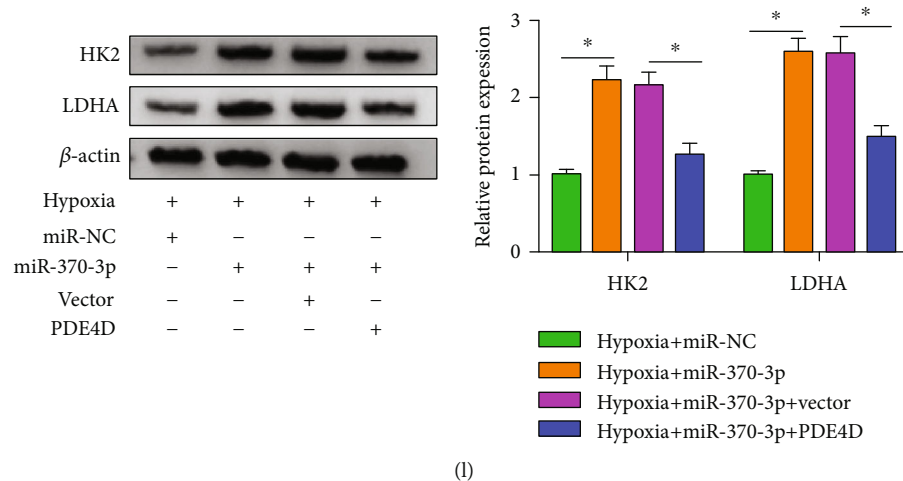 HK2
LDHA
β-actin
Hypoxia + + + +
miR-NC + – – –
miR-370-3p – + + +
Vector – – + –
PDE4D – – – +
Relative protein expession
3
2
1
0
* * * *
HK2 LDHA
Hypoxia+miR-NC
Hypoxia+miR-370-3p
Hypoxia+miR-370-3p+vector
Hypoxia+miR-370-3p+PDE4D
(l)